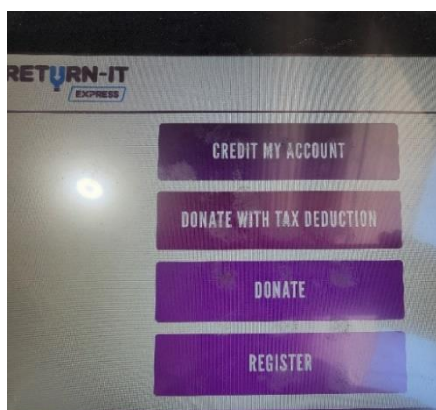 RETURN-IT
EXPRESS
CREDIT MY ACCOUNT
DONATE WITH TAX DEDUCTION
DONATE
REGISTER